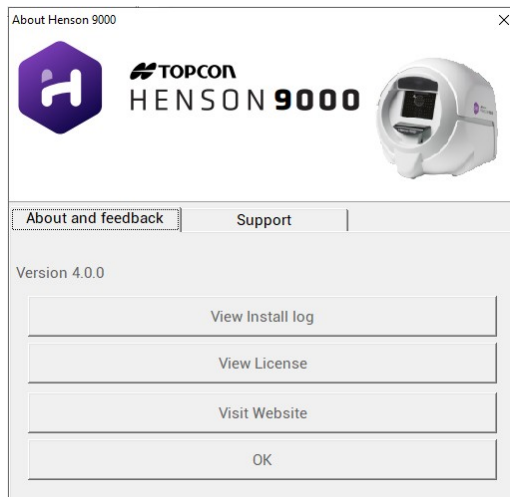 About Henson 9000
TOPCON
HENSON 9000
About and feedback
Support
Version 4.0.0
View Install log
View License
Visit Website
OK